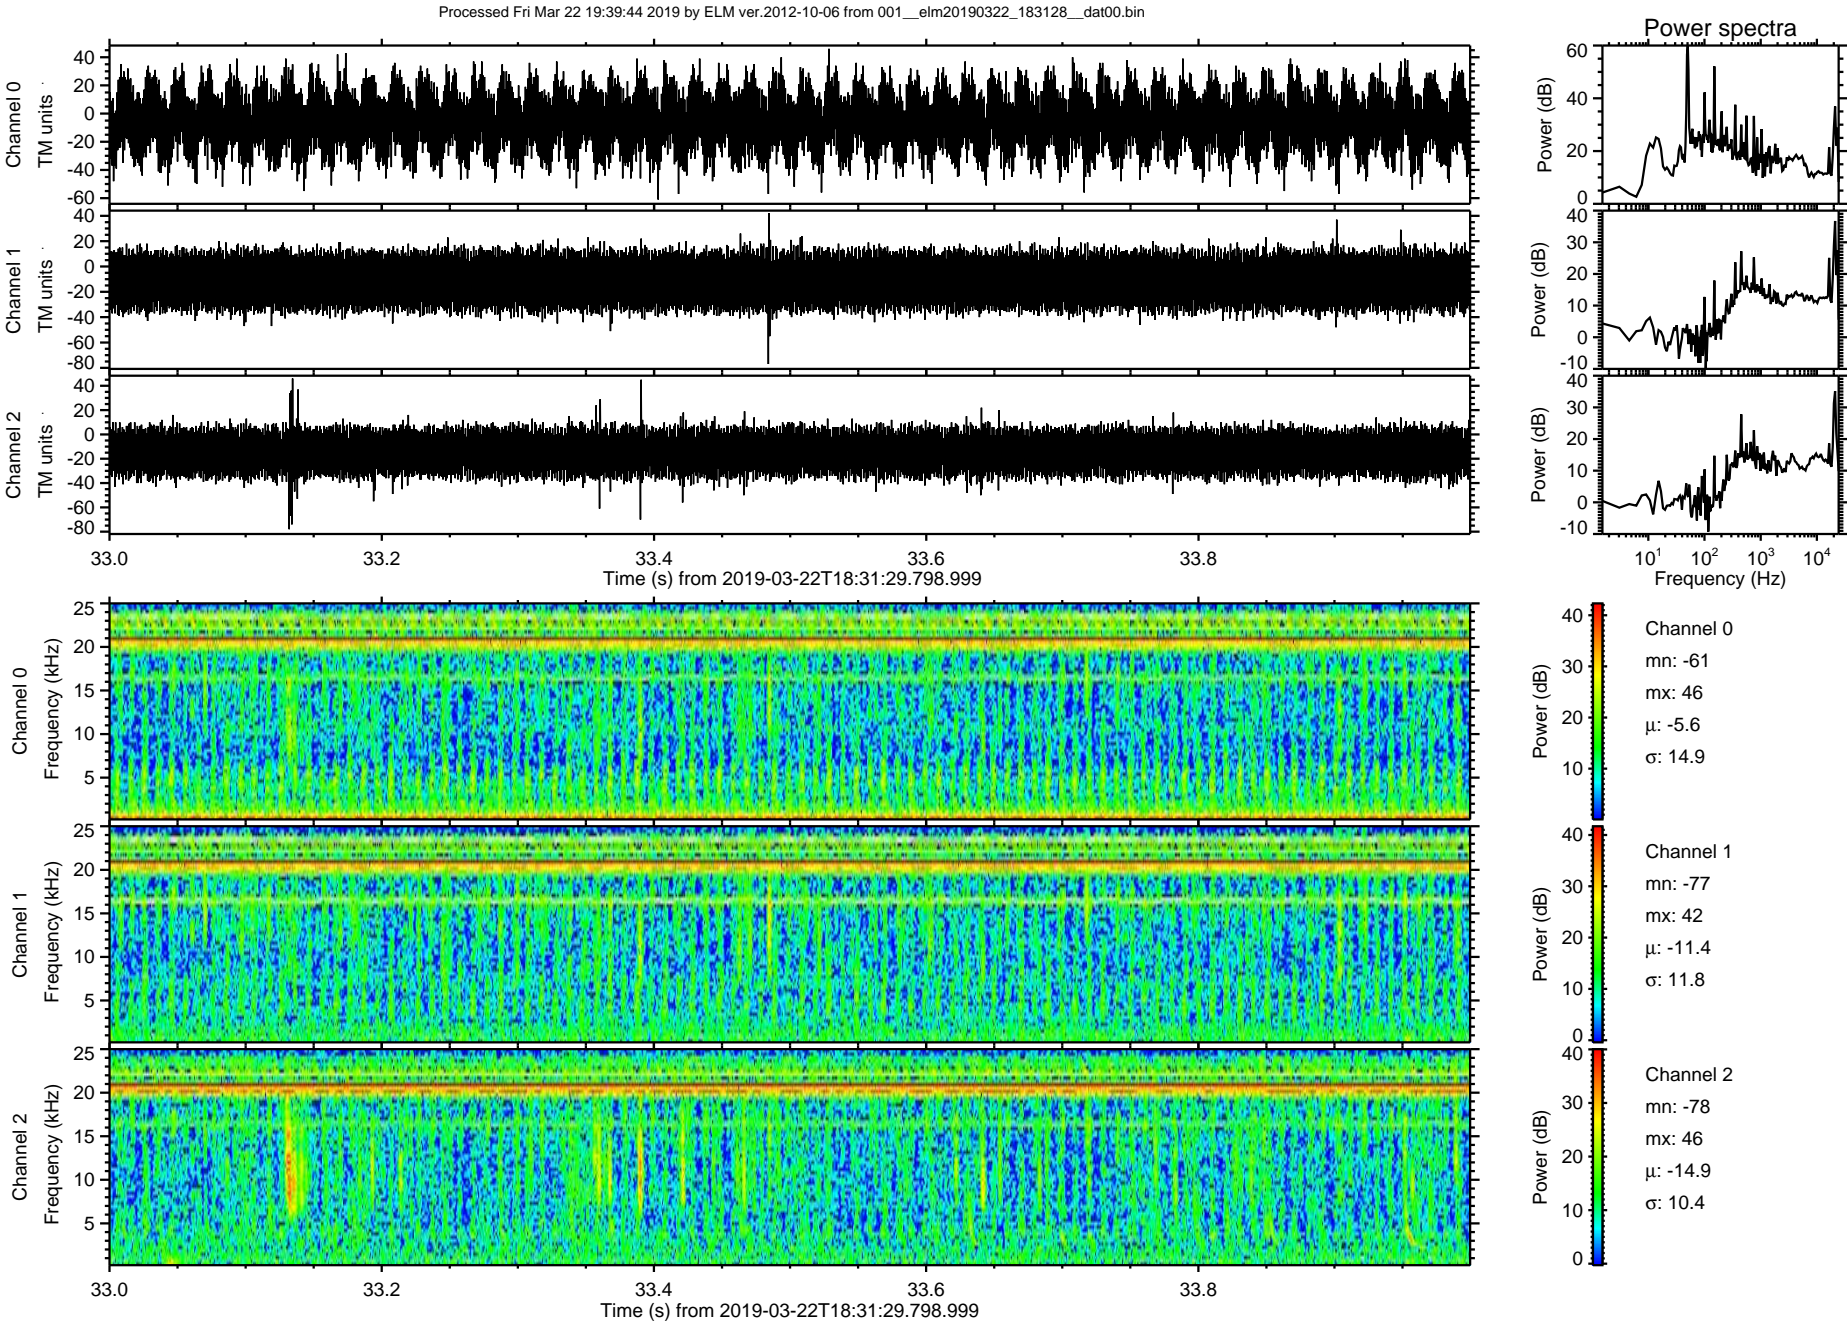 Processed Fri Mar 22 19:39:44 2019 by ELM ver.2012-10-06 from 001__elm20190322_183128__dat00.bin
Power spectra
Channel 0
TM units
40
20
0
-20
-40
-60
Power (dB)
60
40
20
0
Channel 1
TM units
40
20
0
-20
-40
-60
-80
Power (dB)
40
30
20
10
0
-10
Channel 2
TM units
40
20
0
-20
-40
-60
-80
Power (dB)
40
30
20
10
0
-10
33.0 33.2 33.4 33.6 33.8
Time (s) from 2019-03-22T18:31:29.798.999
10¹ 10² 10³ 10⁴
Frequency (Hz)
Channel 0
Frequency (kHz)
25
20
15
10
5
Power (dB)
40
30
20
10
Channel 0
mn: -61
mx: 46
μ: -5.6
σ: 14.9
Channel 1
Frequency (kHz)
25
20
15
10
5
Power (dB)
40
30
20
10
0
Channel 1
mn: -77
mx: 42
μ: -11.4
σ: 11.8
Channel 2
Frequency (kHz)
25
20
15
10
5
Power (dB)
40
30
20
10
0
Channel 2
mn: -78
mx: 46
μ: -14.9
σ: 10.4
33.0 33.2 33.4 33.6 33.8
Time (s) from 2019-03-22T18:31:29.798.999